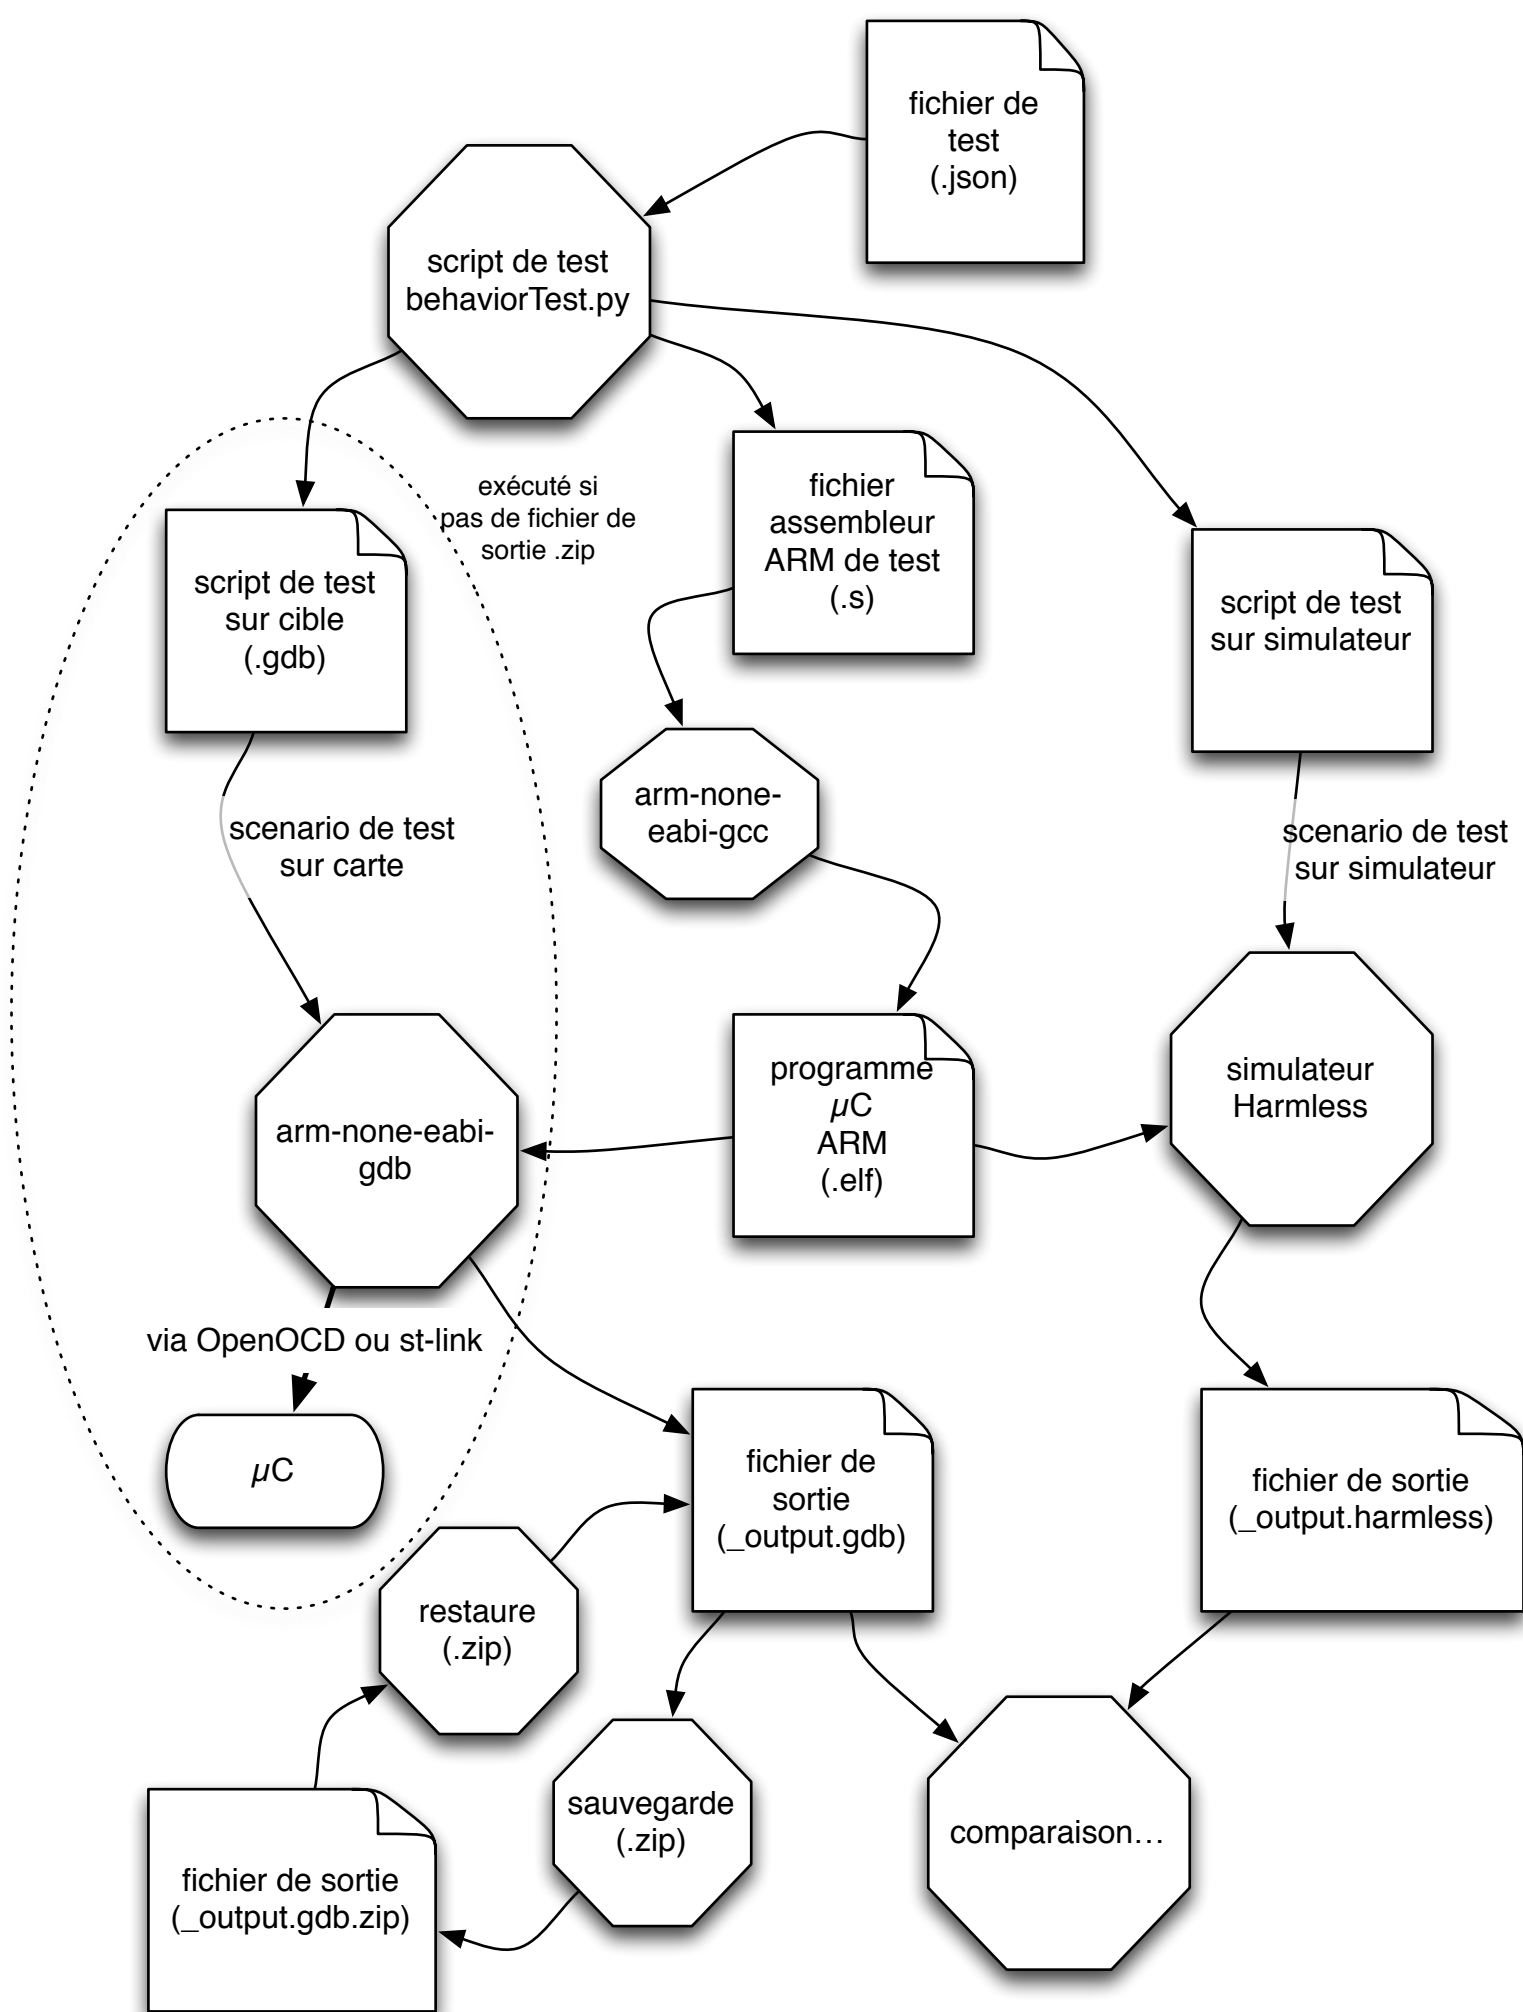 fichier de
test
(.json)
script de test
behaviorTest.py
exécuté si
pas de fichier de
sortie .zip
fichier
assembleur
ARM de test
(.s)
script de test
sur cible
(.gdb)
script de test
sur simulateur
arm-none-
eabi-gcc
scenario de test
sur carte
scenario de test
sur simulateur
arm-none-eabi-
gdb
programme
µC
ARM
(.elf)
simulateur
Harmless
via OpenOCD ou st-link
µC
fichier de
sortie
(_output.gdb)
fichier de sortie
(_output.harmless)
restaure
(.zip)
sauvegarde
(.zip)
comparaison…
fichier de sortie
(_output.gdb.zip)